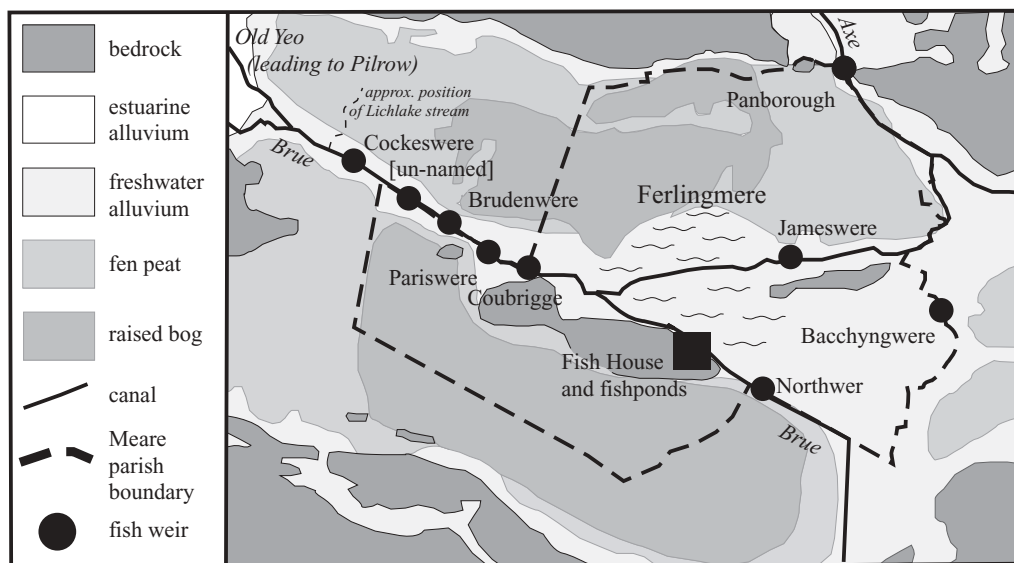 bedrock
estuarine
alluvium
freshwater
alluvium
fen peat
raised bog
canal
Meare
parish
boundary
fish weir
Old Yeo
(leading to Pilrow)
approx. position
of Lichlake stream
Brue
Cockeswere
[un-named]
Brudenwere
Pariswere
Coubrigge
Axe
Panborough
Ferlingmere
Jameswere
Bacchyngwere
Fish House
and fishponds
Northwer
Brue